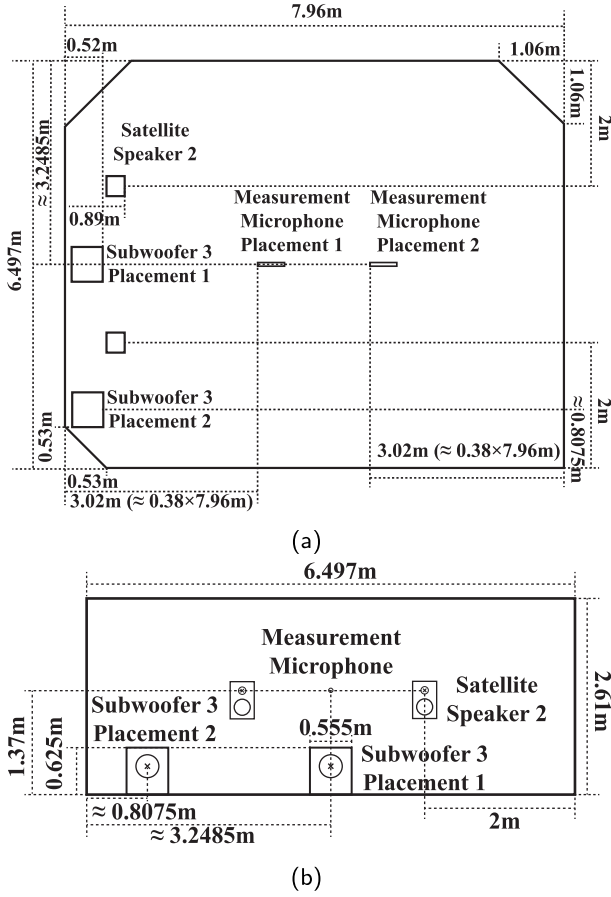 7.96m
0.52m
1.06m
1.06m
2m
Satellite
Speaker 2
≈ 3.2485m
0.89m
Measurement
Microphone
Placement 1
Measurement
Microphone
Placement 2
Subwoofer 3
Placement 1
6.497m
Subwoofer 3
Placement 2
2m
≈ 0.8075m
0.53m
0.53m
3.02m (≈ 0.38×7.96m)
3.02m (≈ 0.38×7.96m)
(a)
6.497m
Measurement
Microphone
Satellite
Speaker 2
2.61m
Subwoofer 3
Placement 2
0.555m
Subwoofer 3
Placement 1
1.37m
0.625m
≈ 0.8075m
≈ 3.2485m
2m
(b)